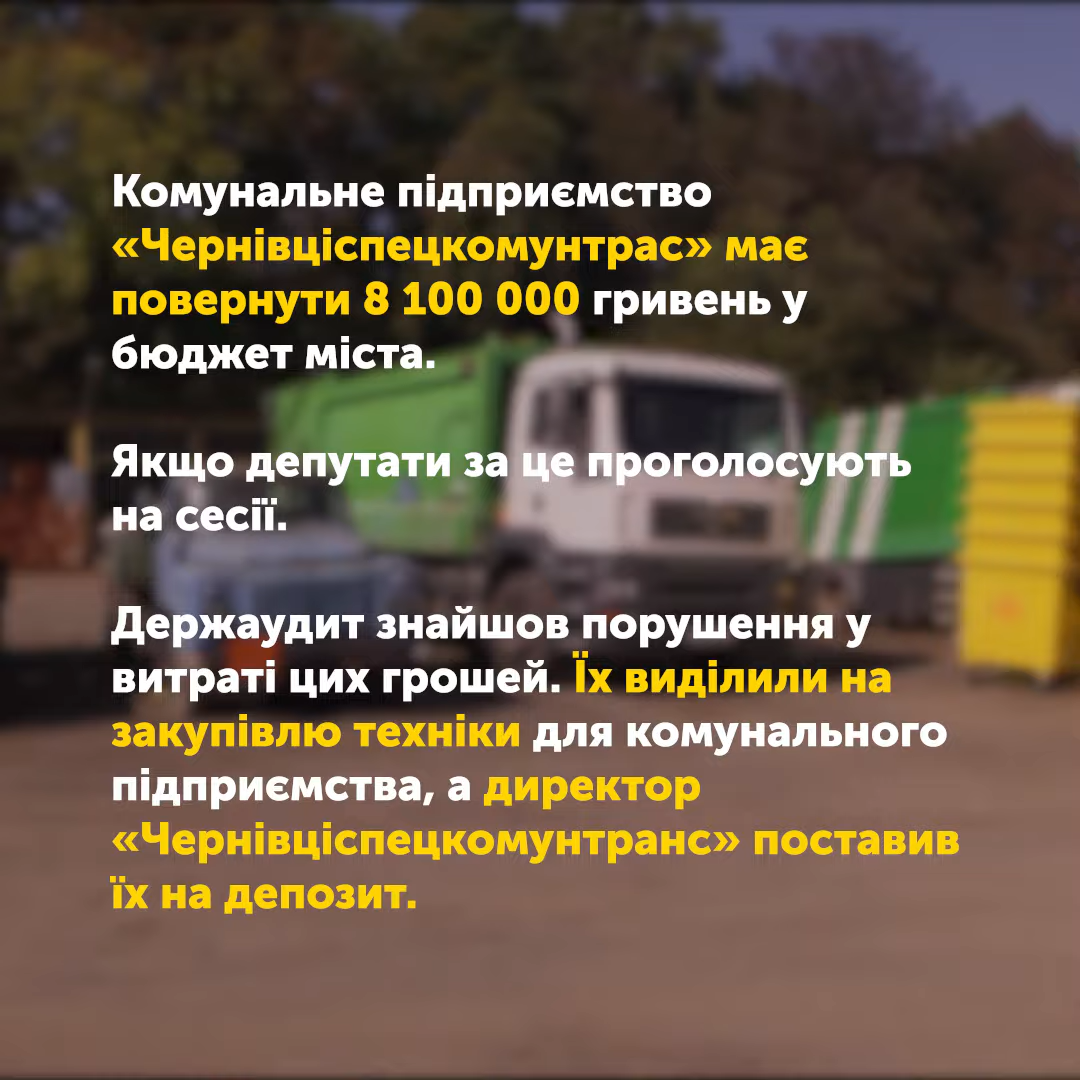 Комунальне підприємство
«Чернівціспецкомунтрас» має
повернути 8 100 000 гривень у
бюджет міста.
Якщо депутати за це проголосують
на сесії.
Держаудит знайшов порушення у
витраті цих грошей. Їх виділили на
закупівлю техніки для комунального
підприємства, а директор
«Чернівціспецкомунтранс» поставив
їх на депозит.